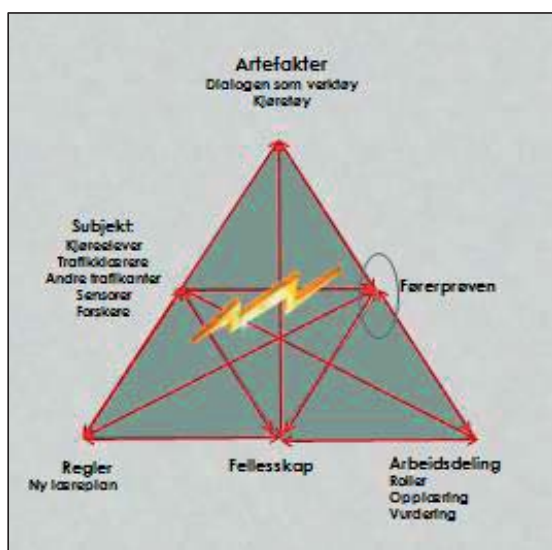 Artefakter
Dialogen som verktøy
Kjøretøy
Subjekt:
Kjøreelever
Trafikklærere
Andre trafikanter
Sensorer
Forskere
Førerprøven
Regler
Ny læreplan
Fellesskap
Arbeidsdeling
Roller
Opplæring
Vurdering